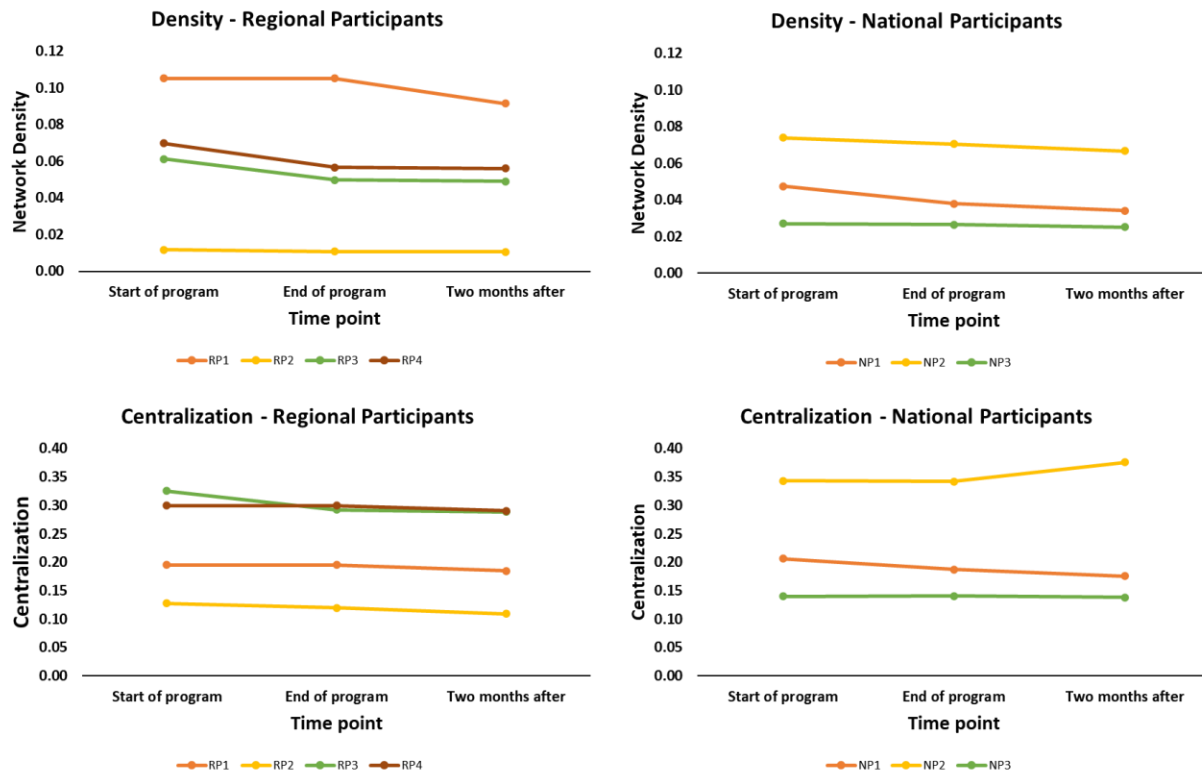 Density - Regional Participants
Network Density
0.12
0.10
0.08
0.06
0.04
0.02
0.00
Start of program End of program Two months after
Time point
RP1 RP2 RP3 RP4
Density - National Participants
Network Density
0.12
0.10
0.08
0.06
0.04
0.02
0.00
Start of program End of program Two months after
Time point
NP1 NP2 NP3
Centralization - Regional Participants
Centralization
0.40
0.35
0.30
0.25
0.20
0.15
0.10
0.05
0.00
Start of program End of program Two months after
Time point
RP1 RP2 RP3 RP4
Centralization - National Participants
Centralization
0.40
0.35
0.30
0.25
0.20
0.15
0.10
0.05
0.00
Start of program End of program Two months after
Time point
NP1 NP2 NP3